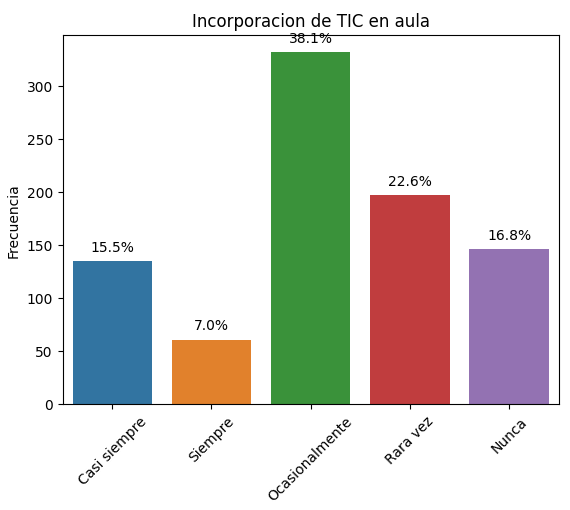 Incorporacion de TIC en aula
38.1%
22.6%
16.8%
15.5%
7.0%
Frecuencia
300
250
200
150
100
50
0
Casi siempre
Siempre
Ocasionalmente
Rara vez
Nunca